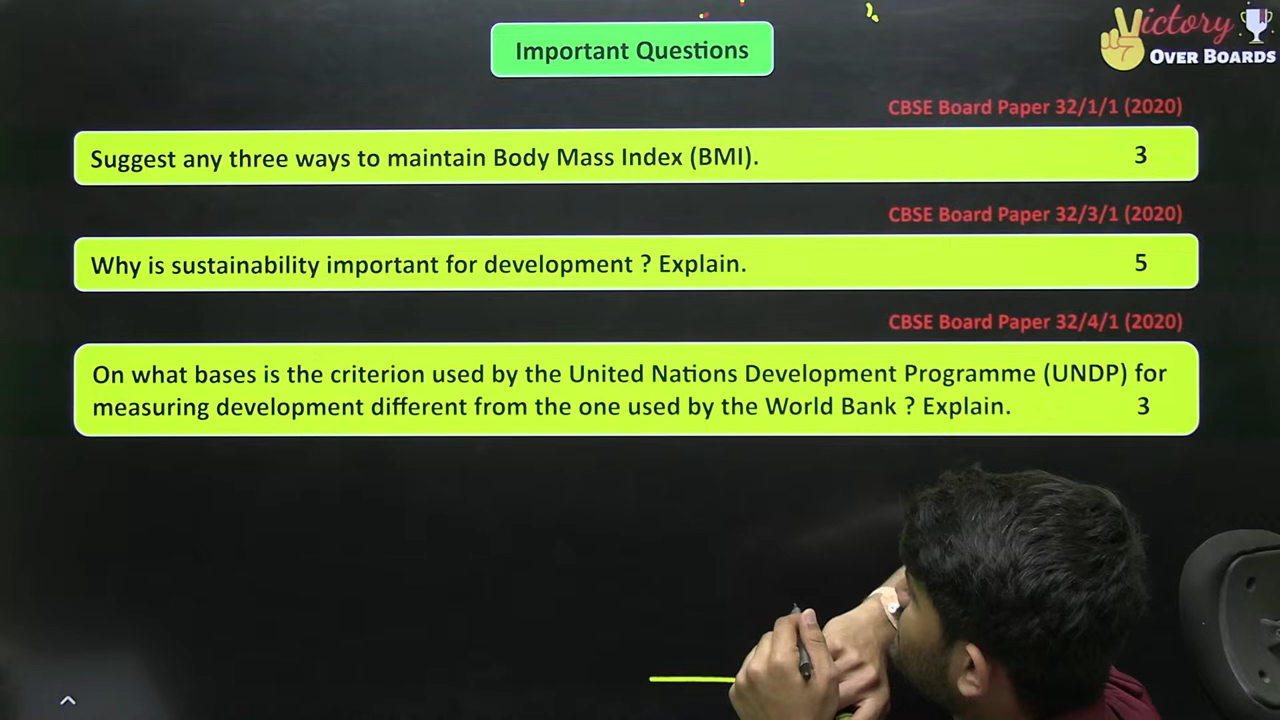 Important Questions
Victory
OVER BOARDS
CBSE Board Paper 32/1/1 (2020)
Suggest any three ways to maintain Body Mass Index (BMI). 3
CBSE Board Paper 32/3/1 (2020)
Why is sustainability important for development ? Explain. 5
CBSE Board Paper 32/4/1 (2020)
On what bases is the criterion used by the United Nations Development Programme (UNDP) for
measuring development different from the one used by the World Bank ? Explain. 3